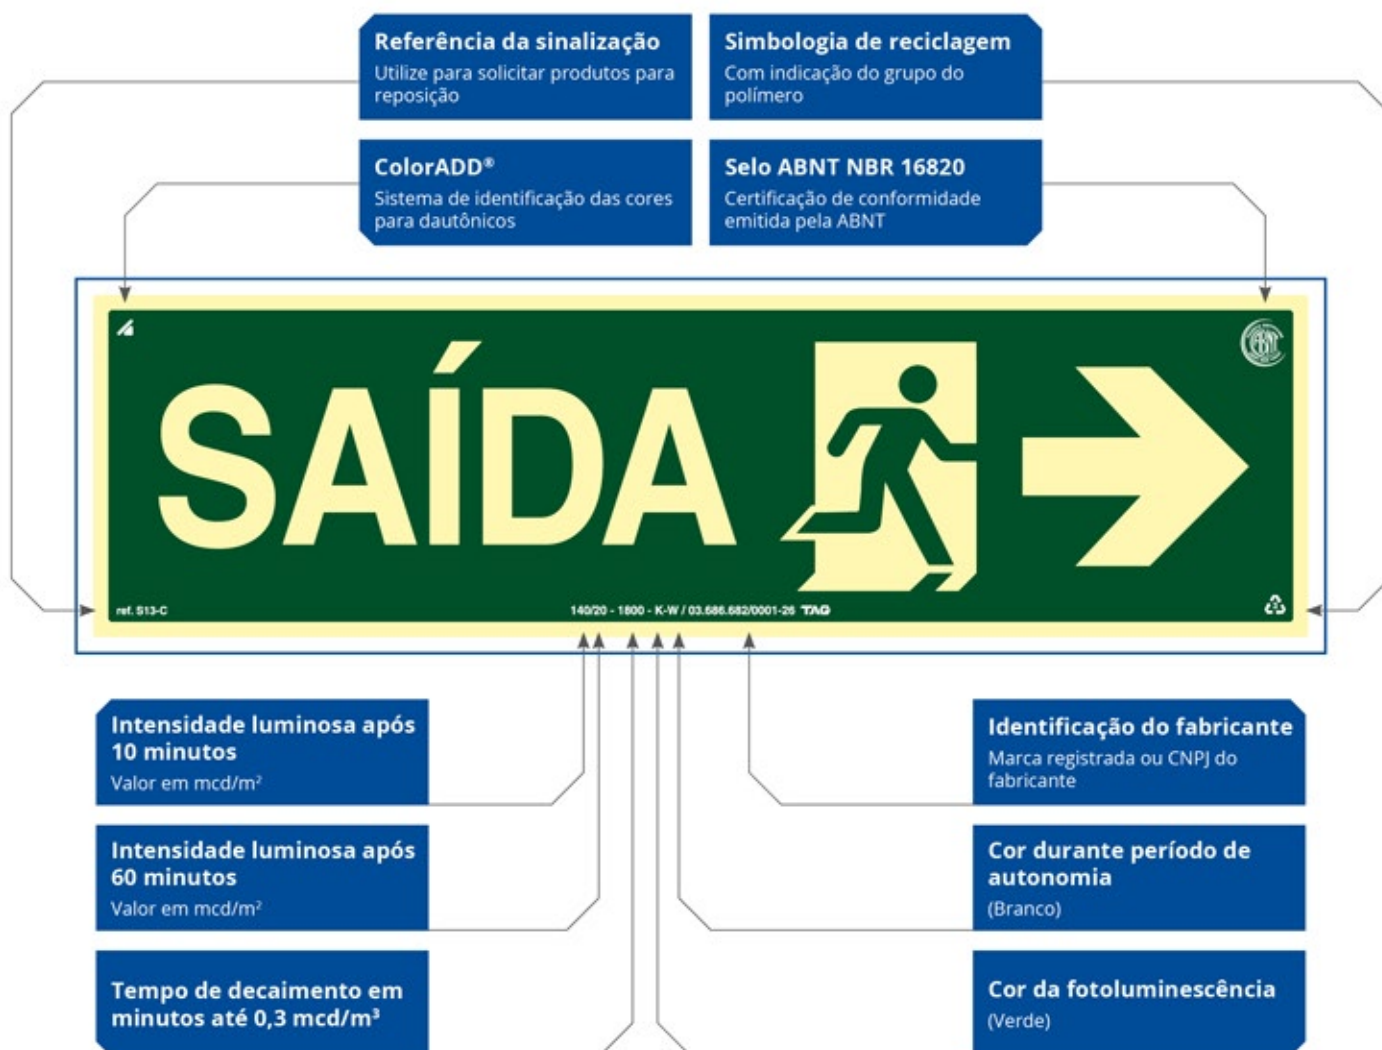 Referência da sinalização
Utilize para solicitar produtos para
reposição
Simbologia de reciclagem
Com indicação do grupo do
polímero
ColorADD®
Sistema de identificação das cores
para dautônicos
Selo ABNT NBR 16820
Certificação de conformidade
emitida pela ABNT
ABNT
SAÍDA
ref. S13-C
140/20 - 1800 - K-W / 03.686.682/0001-26 TAG
Intensidade luminosa após
10 minutos
Valor em mcd/m²
Identificação do fabricante
Marca registrada ou CNPJ do
fabricante
Intensidade luminosa após
60 minutos
Valor em mcd/m²
Cor durante período de
autonomia
(Branco)
Tempo de decaimento em
minutos até 0,3 mcd/m³
Cor da fotoluminescência
(Verde)